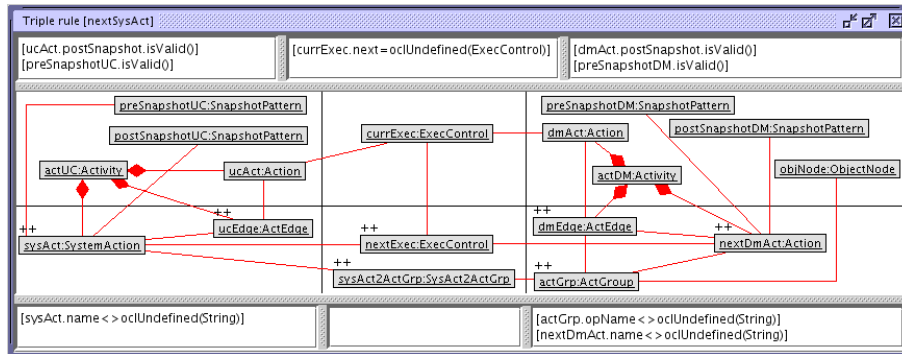 Triple rule [nextSysAct]
[ucAct.postSnapshot.isValid()]
[preSnapshotUC.isValid()]
[currExec.next=oclUndefined(ExecControl)]
[dmAct.postSnapshot.isValid()]
[preSnapshotDM.isValid()]
preSnapshotUC:SnapshotPattern
preSnapshotDM:SnapshotPattern
postSnapshotUC:SnapshotPattern
currExec:ExecControl
dmAct:Action
postSnapshotDM:SnapshotPattern
actUC:Activity
ucAct:Action
actDM:Activity
objNode:ObjectNode
++
++
++
++
++
ucEdge:ActEdge
dmEdge:ActEdge
sysAct:SystemAction
nextExec:ExecControl
nextDmAct:Action
++
++
sysAct2ActGrp:SysAct2ActGrp
actGrp:ActGroup
[sysAct.name<>oclUndefined(String)]
[actGrp.opName<>oclUndefined(String)]
[nextDmAct.name<>oclUndefined(String)]